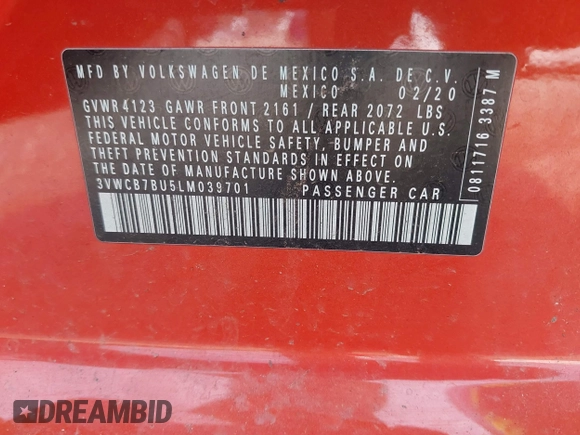 MFD BY VOLKSWAGEN DE MEXICO S.A. DE C.V.
MEXICO 02/20
GVWR 4123 GAWR FRONT 2161 / REAR 2072 LBS
THIS VEHICLE CONFORMS TO ALL APPLICABLE U.S.
FEDERAL MOTOR VEHICLE SAFETY, BUMPER AND
THEFT PREVENTION STANDARDS IN EFFECT ON
THE DATE OF MANUFACTURE SHOWN ABOVE.
3VWCB7BU5LM039701 PASSENGER CAR
0811716 3387 M
DREAMBID